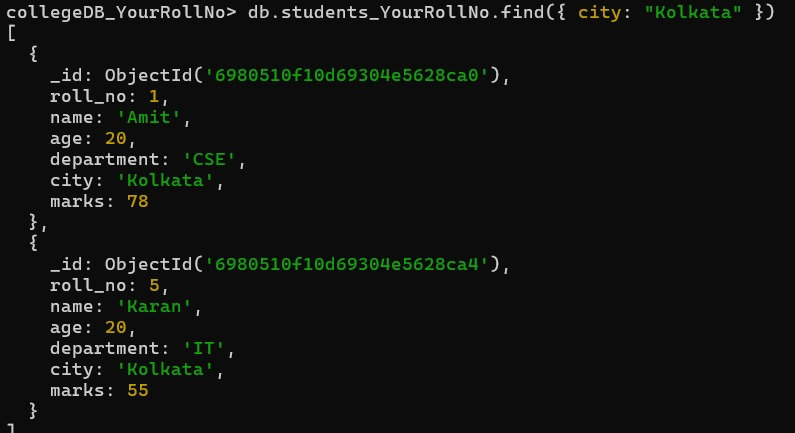 collegeDB_YourRollNo> db.students_YourRollNo.find({ city: "Kolkata" })
[
  {
    _id: ObjectId('6980510f10d69304e5628ca0'),
    roll_no: 1,
    name: 'Amit',
    age: 20,
    department: 'CSE',
    city: 'Kolkata',
    marks: 78
  },
  {
    _id: ObjectId('6980510f10d69304e5628ca4'),
    roll_no: 5,
    name: 'Karan',
    age: 20,
    department: 'IT',
    city: 'Kolkata',
    marks: 55
  }
]